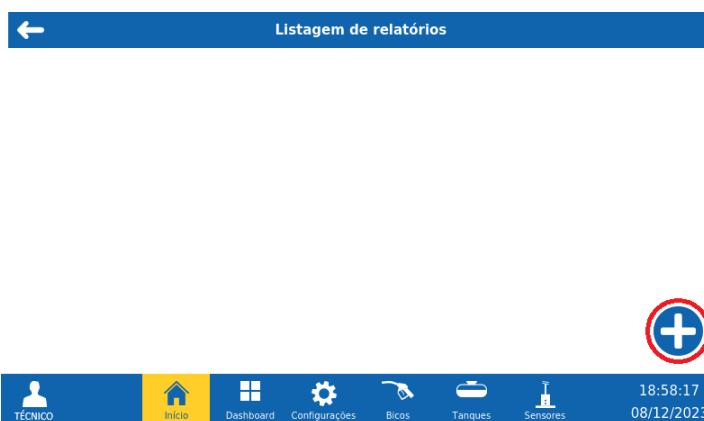 Listagem de relatórios
18:58:17
TÉCNICO Início Dashboard Configurações Bicos Tanques Sensores 08/12/2023